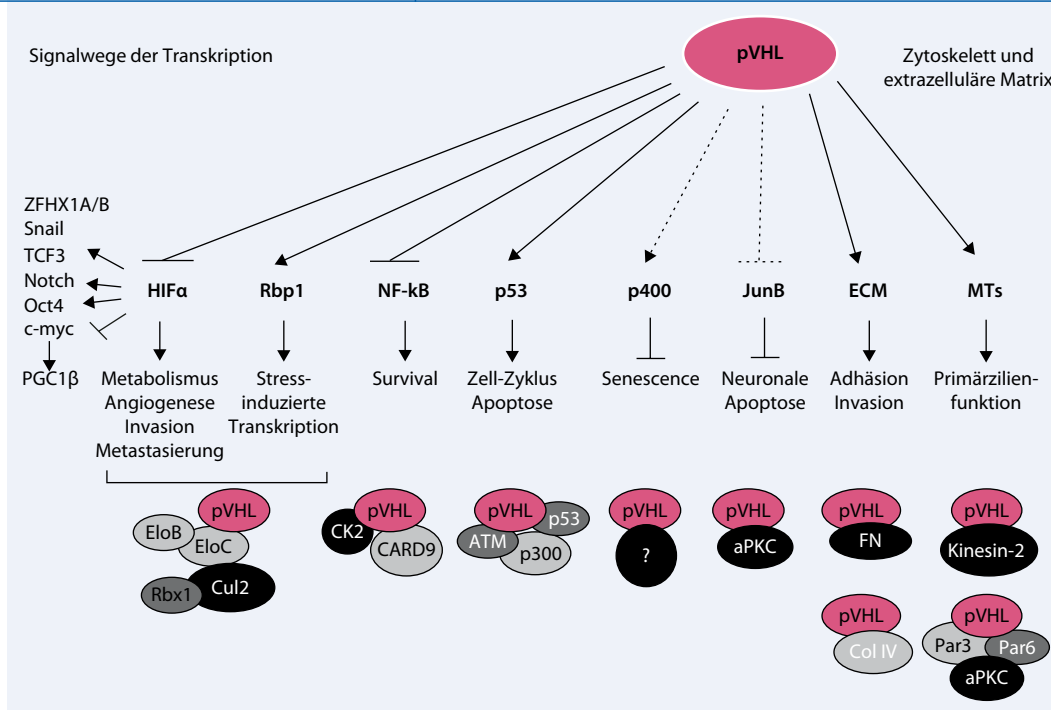 Signalwege der Transkription
pVHL
Zytoskelett und
extrazelluläre Matrix
ZFHX1A/B
Snail
TCF3
Notch
Oct4
c-myc
PGC1β
HIFα
Rbp1
NF-kB
p53
p400
JunB
ECM
MTs
Metabolismus
Angiogenese
Invasion
Metastasierung
Stress-
induzierte
Transkription
Survival
Zell-Zyklus
Apoptose
Senescence
Neuronale
Apoptose
Adhäsion
Invasion
Primärzilien-
funktion
pVHL
EloB
EloC
Rbx1
Cul2
pVHL
CK2
CARD9
pVHL
p53
ATM
p300
pVHL
?
pVHL
aPKC
pVHL
FN
pVHL
Kinesin-2
pVHL
Col IV
pVHL
Par3
Par6
aPKC